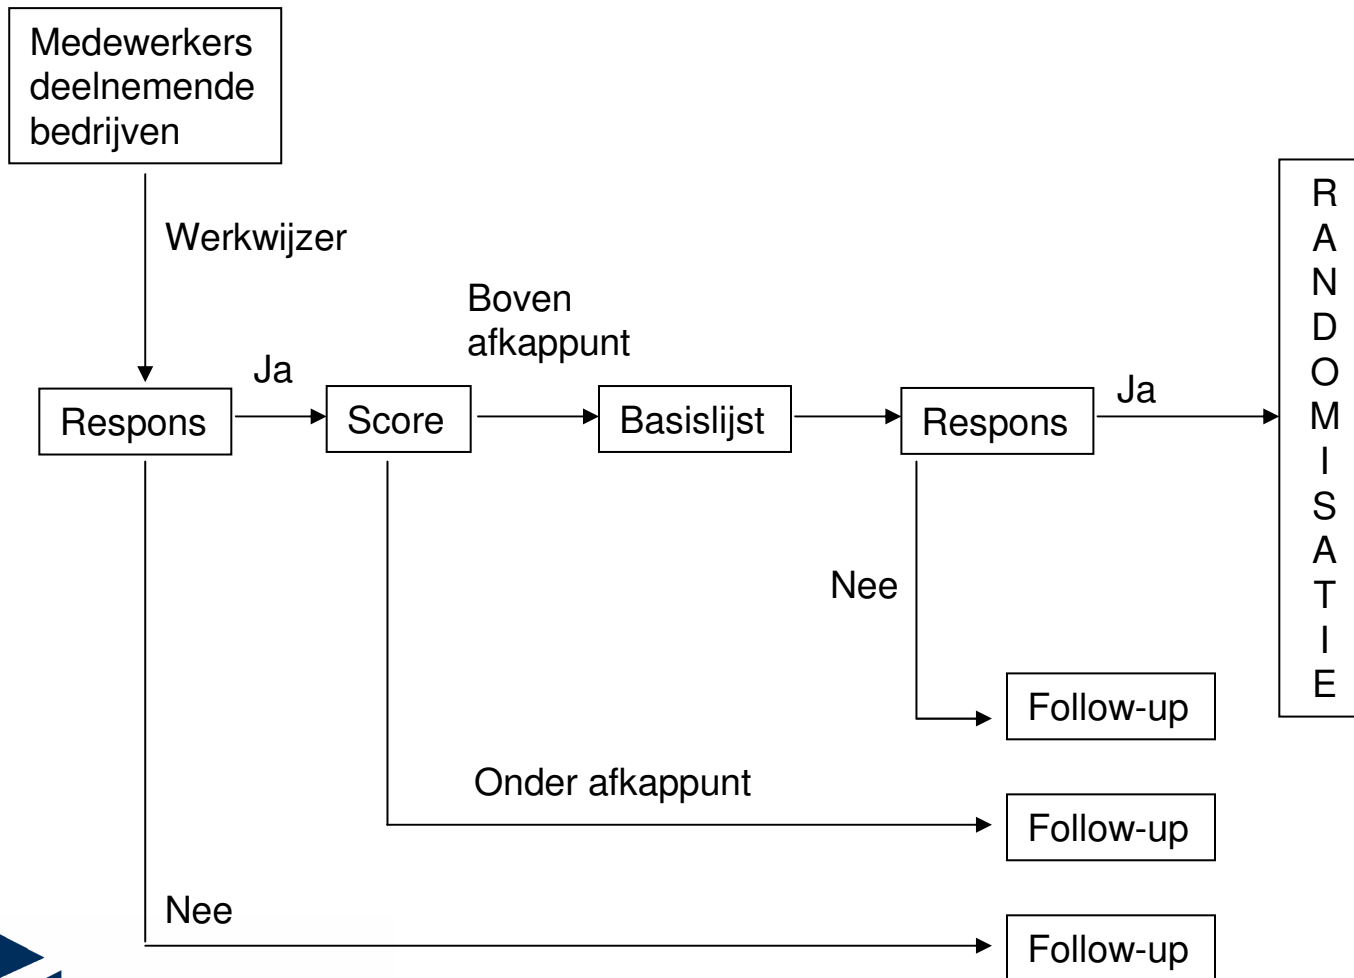 Medewerkers
deelnemende
bedrijven
Werkwijzer
Boven
afkappunt
Ja
Respons
Score
Basislijst
Respons
Ja
R
A
N
D
O
M
I
S
A
T
I
E
Nee
Follow-up
Onder afkappunt
Follow-up
Nee
Follow-up